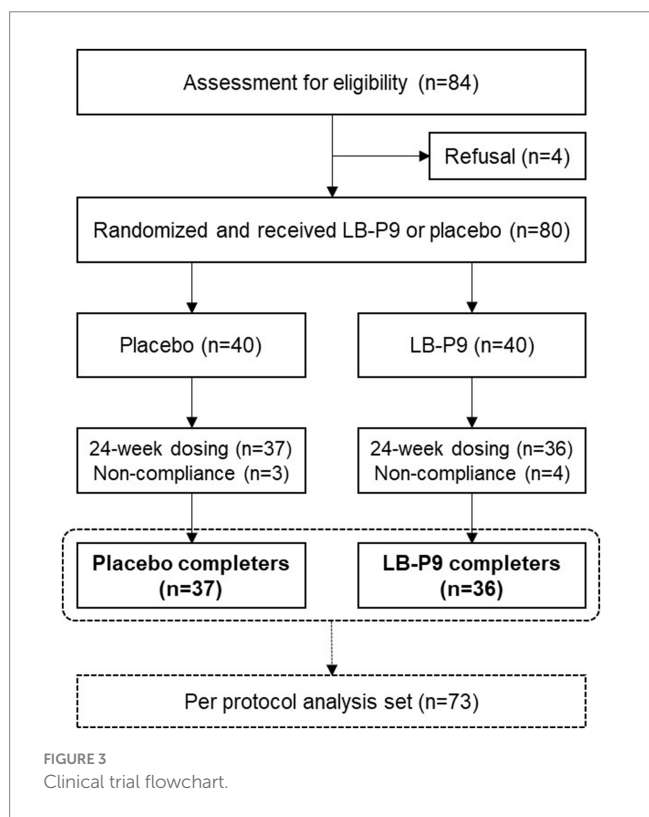 Assessment for eligibility (n=84)
Refusal (n=4)
Randomized and received LB-P9 or placebo (n=80)
Placebo (n=40)
LB-P9 (n=40)
24-week dosing (n=37)
Non-compliance (n=3)
24-week dosing (n=36)
Non-compliance (n=4)
Placebo completers
(n=37)
LB-P9 completers
(n=36)
Per protocol analysis set (n=73)
FIGURE 3
Clinical trial flowchart.